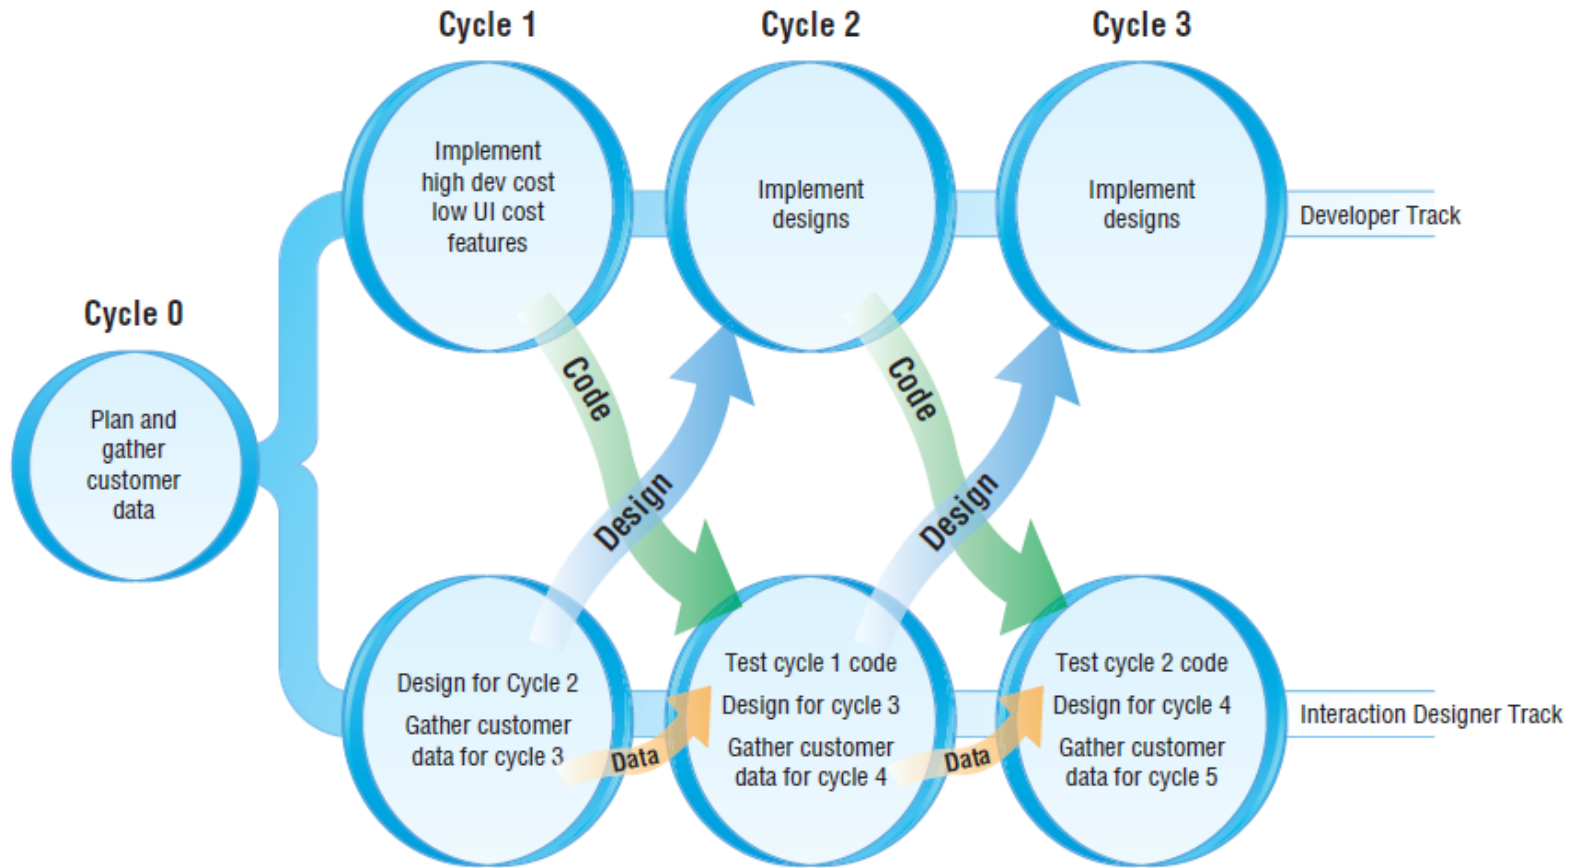 Cycle 1
Cycle 2
Cycle 3
Implement
high dev cost
low UI cost
features
Implement
designs
Implement
designs
Developer Track
Cycle 0
Plan and
gather
customer
data
Code
Design
Code
Design
Design for Cycle 2
Gather customer
data for cycle 3
Data
Test cycle 1 code
Design for cycle 3
Gather customer
data for cycle 4
Data
Test cycle 2 code
Design for cycle 4
Gather customer
data for cycle 5
Interaction Designer Track